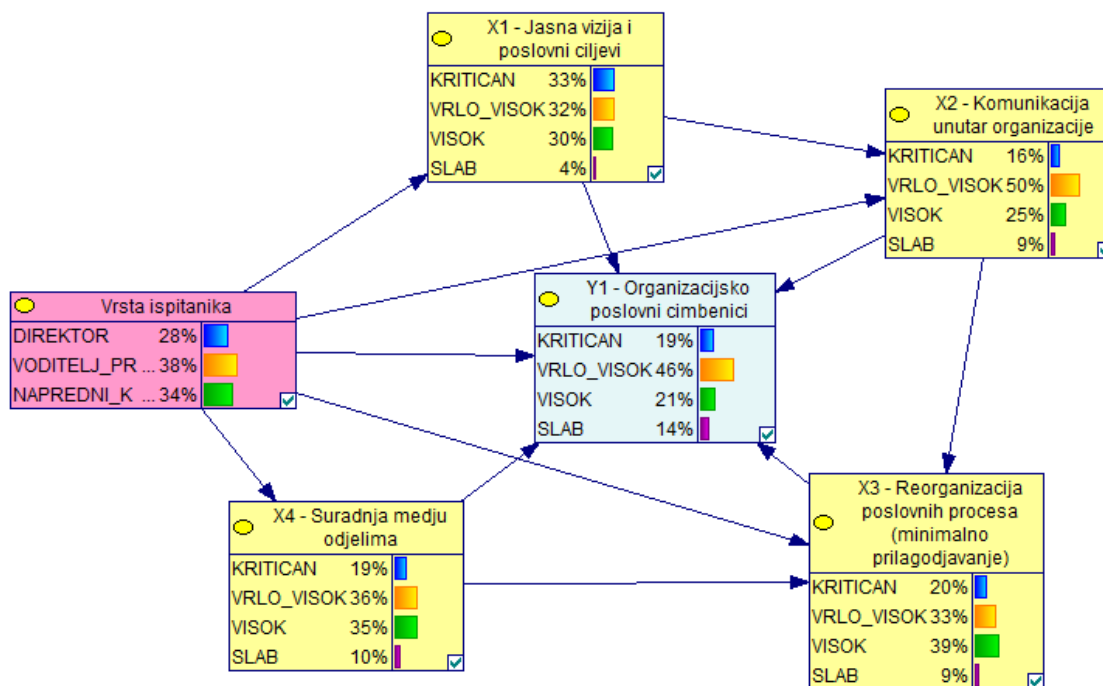 X1 - Jasna vizija i
poslovni ciljevi
KRITICAN 33%
VRLO_VISOK 32%
VISOK 30%
SLAB 4%
X2 - Komunikacija
unutar organizacije
KRITICAN 16%
VRLO_VISOK 50%
VISOK 25%
SLAB 9%
Vrsta ispitanika
DIREKTOR 28%
VODITELJ_PR ... 38%
NAPREDNI_K ... 34%
Y1 - Organizacijsko
poslovni cimbenici
KRITICAN 19%
VRLO_VISOK 46%
VISOK 21%
SLAB 14%
X4 - Suradnja medju
odjelima
KRITICAN 19%
VRLO_VISOK 36%
VISOK 35%
SLAB 10%
X3 - Reorganizacija
poslovnih procesa
(minimalno
prilagodjavanje)
KRITICAN 20%
VRLO_VISOK 33%
VISOK 39%
SLAB 9%